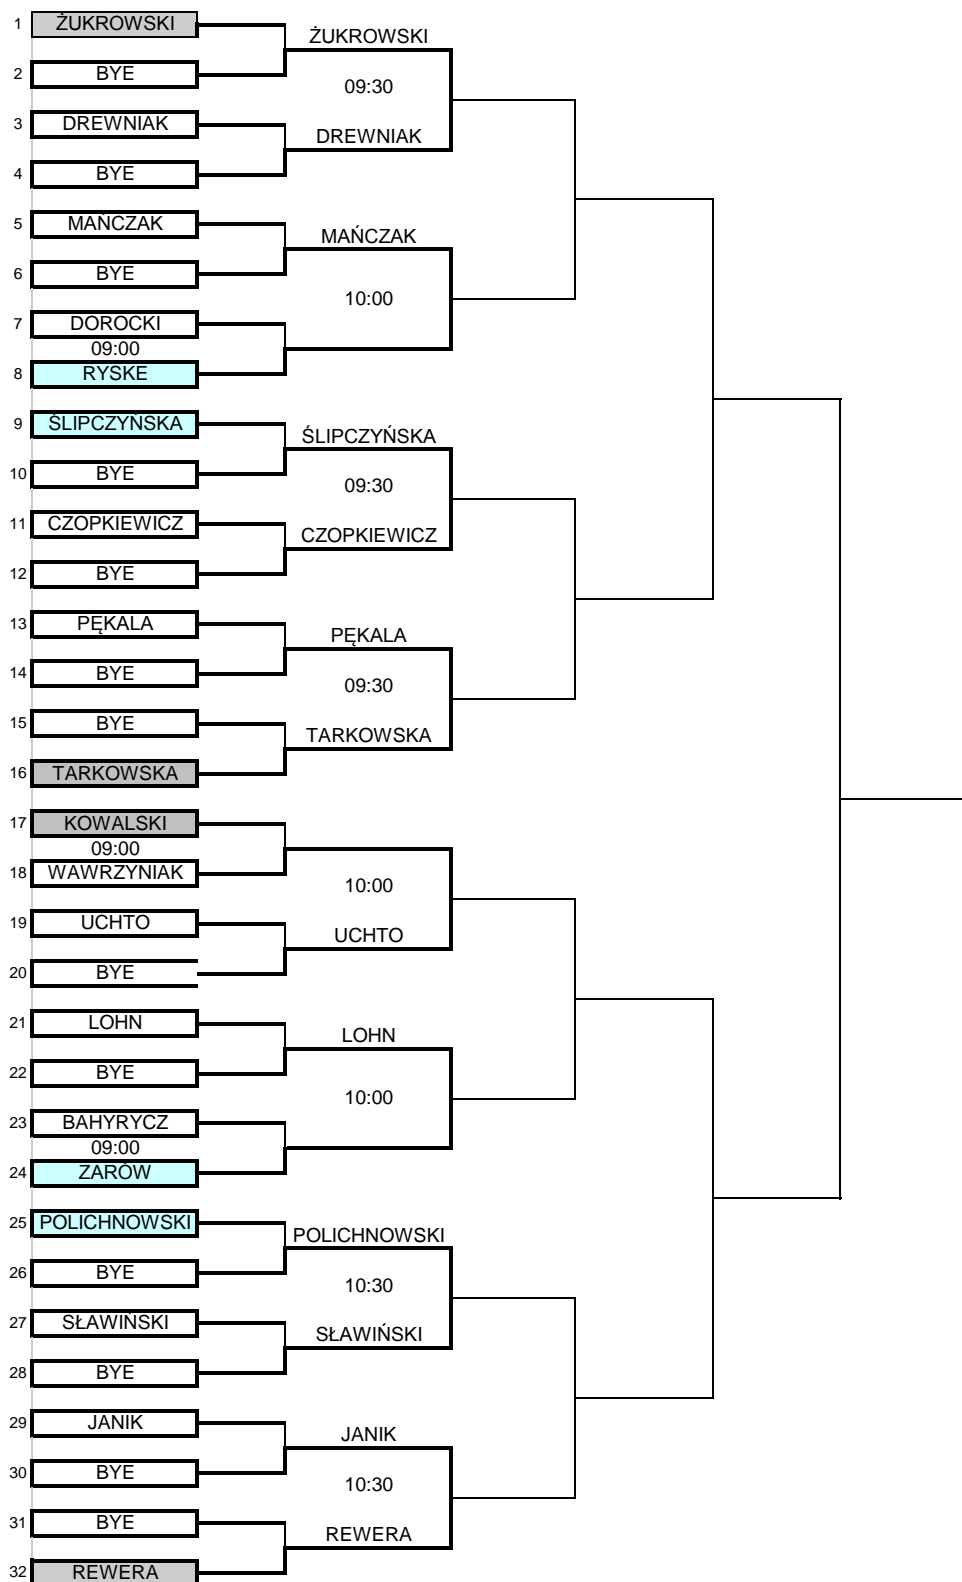 1 ŻUKROWSKI
ŻUKROWSKI
2 BYE
09:30
3 DREWNIAK
DREWNIAK
4 BYE
5 MAŃCZAK
MAŃCZAK
6 BYE
10:00
7 DOROCKI
09:00
8 RYSKE
9 ŚLIPCZYŃSKA
ŚLIPCZYŃSKA
10 BYE
09:30
11 CZOPKIEWICZ
CZOPKIEWICZ
12 BYE
13 PĘKALA
PĘKALA
14 BYE
09:30
15 BYE
TARKOWSKA
16 TARKOWSKA
17 KOWALSKI
09:00
18 WAWRZYNIAK
10:00
19 UCHTO
UCHTO
20 BYE
21 LOHN
LOHN
22 BYE
10:00
23 BAHYRYCZ
09:00
24 ZARÓW
25 POLICHNOWSKI
POLICHNOWSKI
26 BYE
10:30
27 SŁAWIŃSKI
SŁAWIŃSKI
28 BYE
29 JANIK
JANIK
30 BYE
10:30
31 BYE
REWERA
32 REWERA